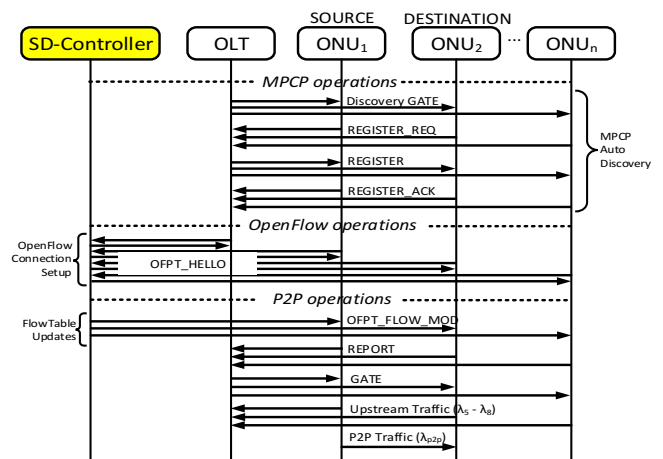 SOURCE DESTINATION
SD-Controller OLT ONU₁ ONU₂ ... ONUₙ
MPCP operations
Discovery GATE
REGISTER_REQ
MPCP
Auto
Discovery
REGISTER
REGISTER_ACK
OpenFlow operations
OpenFlow
Connection
Setup
OFPT_HELLO
P2P operations
FlowTable
Updates
OFPT_FLOW_MOD
REPORT
GATE
Upstream Traffic (λ₅ - λ₈)
P2P Traffic (λₚ₂ₚ)